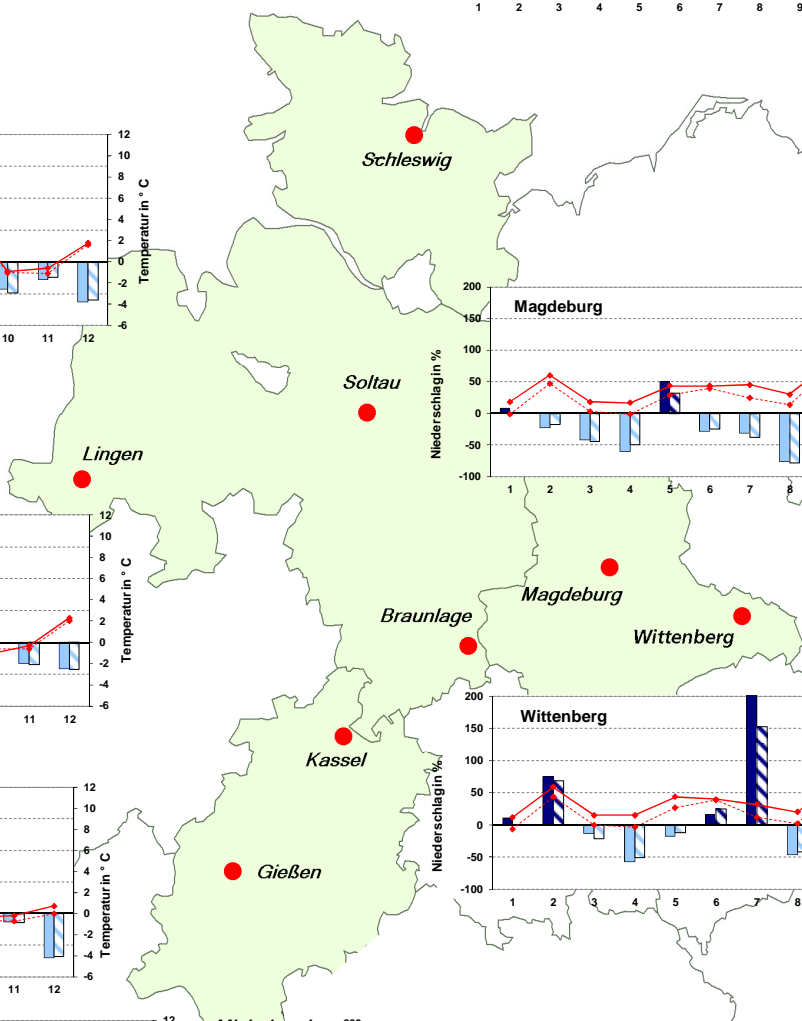 1 2 3 4 5 6 7 8 9
Schleswig
12
10
8
6
4
2
0
-2
-4
-6
Temperatur in ° C
10 11 12
200
150
100
50
0
-50
-100
Niederschlag in %
Magdeburg
1 2 3 4 5 6 7 8
Soltau
Lingen
12
10
8
6
4
2
0
-2
-4
-6
Temperatur in ° C
11 12
Magdeburg
Braunlage
Wittenberg
200
150
100
50
0
-50
-100
Niederschlag in %
Wittenberg
1 2 3 4 5 6 7 8
Kassel
Gießen
12
10
8
6
4
2
0
-2
-4
-6
Temperatur in ° C
11 12
12
200